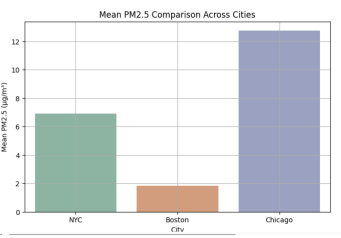 Mean PM2.5 Comparison Across Cities
Mean PM2.5 (µg/m³)
12
10
8
6
4
2
0
NYC Boston Chicago
City